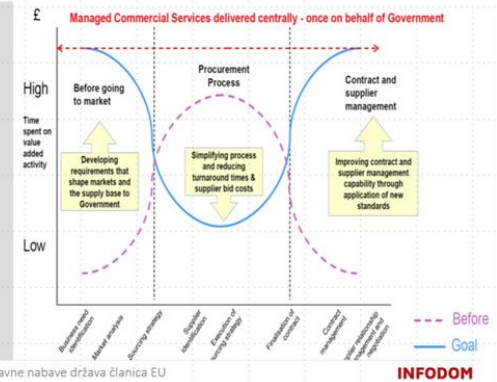 £
Managed Commercial Services delivered centrally - once on behalf of Government
High
Time
spent on
value
added
activity
Low
Before going
to market
Developing
requirements that
shape markets and
the supply base to
Government
Procurement
Process
Simplifying process
and reducing
turnaround times &
supplier bid costs
Contract and
supplier
management
Improving contract and
supplier management
capability through
application of new
standards
Business need
identification
Market analysis
Sourcing strategy
Supplier
identification
Execution of
sourcing strategy
Finalisation of
contract
Contract
management
Before
Goal
avne nabave država članica EU
INFODOM